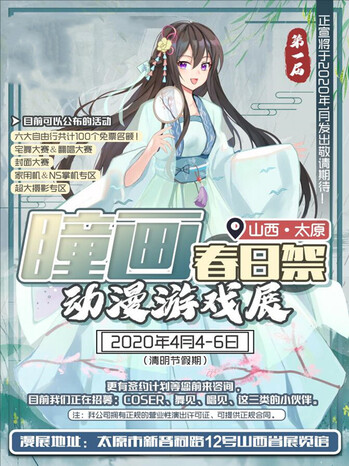 正宣将于2020年1月发出敬请期待！
第一届
目前可以公布的活动
六大自由行共计100个免票名额！
宅舞大赛&翻唱大赛
封面大赛
家用机&NS掌机专区
超大摄影专区
山西·太原
瞳画
春日祭
动漫游戏展
2020年4月4-6日
（清明节假期）
更有签约计划等您前来咨询，
目前我们正在招募：COSER、舞见、唱见、这三类的小伙伴。
注：我公司拥有正规的营业性演出许可证、可提供正规合同。
漫展地址：太原市新晋祠路12号山西省展览馆